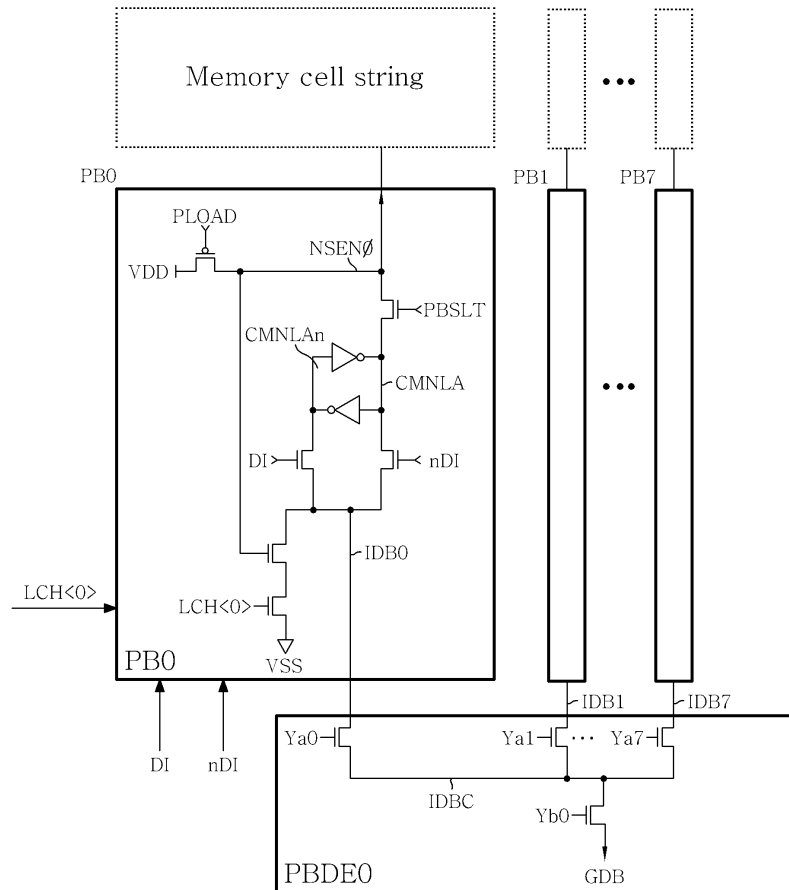 Memory cell string
PB0
PB1
PB7
PLOAD
VDD
NSEN0
PBSLT
CMNLAn
CMNLA
DI
nDI
IDB0
LCH<0>
LCH<0>
VSS
PB0
IDB1
IDB7
DI
nDI
Ya0
Ya1
Ya7
IDBC
Yb0
PBDE0
GDB